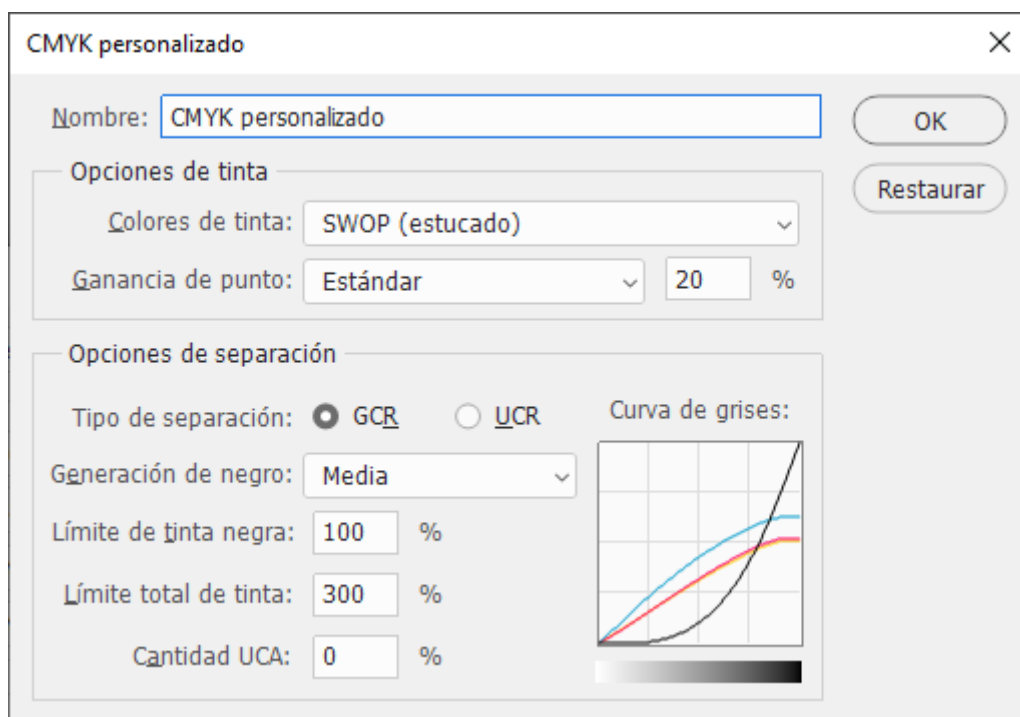 CMYK personalizado
Nombre: CMYK personalizado
OK
Restaurar
Opciones de tinta
Colores de tinta: SWOP (estucado)
Ganancia de punto: Estándar 20 %
Opciones de separación
Tipo de separación: GCR UCR
Curva de grises:
Generación de negro: Media
Límite de tinta negra: 100 %
Límite total de tinta: 300 %
Cantidad UCA: 0 %